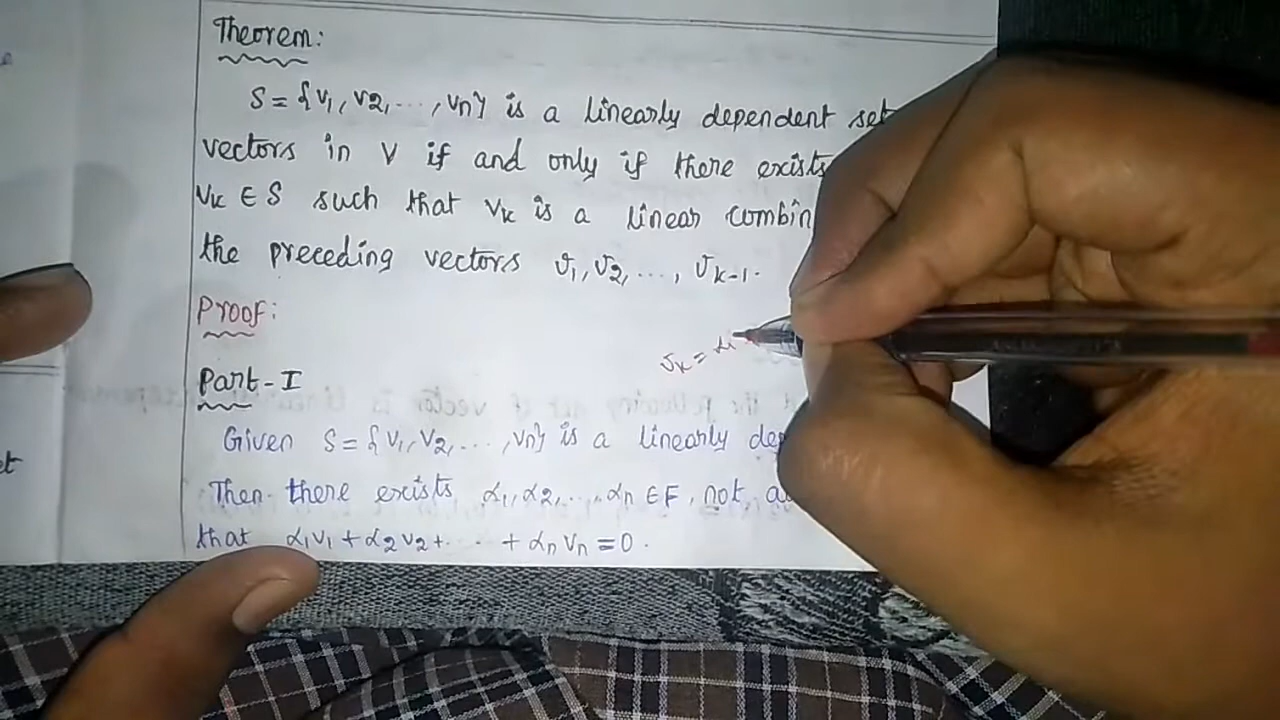 Theorem:
S = {v₁, v₂, ..., vₙ} is a linearly dependent set
vectors in V if and only if there exists
vₖ ∈ S such that vₖ is a linear
the preceding vectors v₁, v₂, ..., vₖ₋₁.
Proof:
vₖ =
Part-I
Given S = {v₁, v₂, ..., vₙ} is a linearly
Then there exists α₁, α₂, ..., αₙ ∈ F, not
that α₁v₁ + α₂v₂ + ... + αₙvₙ = 0.